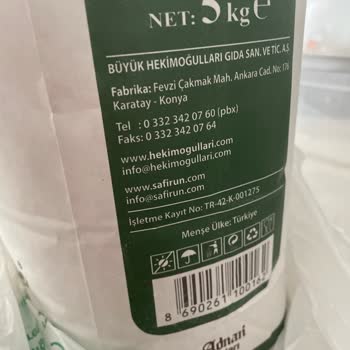 NET: 5 kg ℮
BÜYÜK HEKİMOĞULLARI GIDA SAN. VE TİC. A.Ş
Fabrika: Fevzi Çakmak Mah. Ankara Cad. No: 176
Karatay - Konya
Tel : 0 332 342 07 60 (pbx)
Faks: 0 332 342 07 64
www.hekimogullari.com
info@hekimogullari.com
www.safirun.com
info@safirun.com
İşletme Kayıt No: TR-42-K-001275
Menşe Ülke: Türkiye
8 690261 100162
Adnan